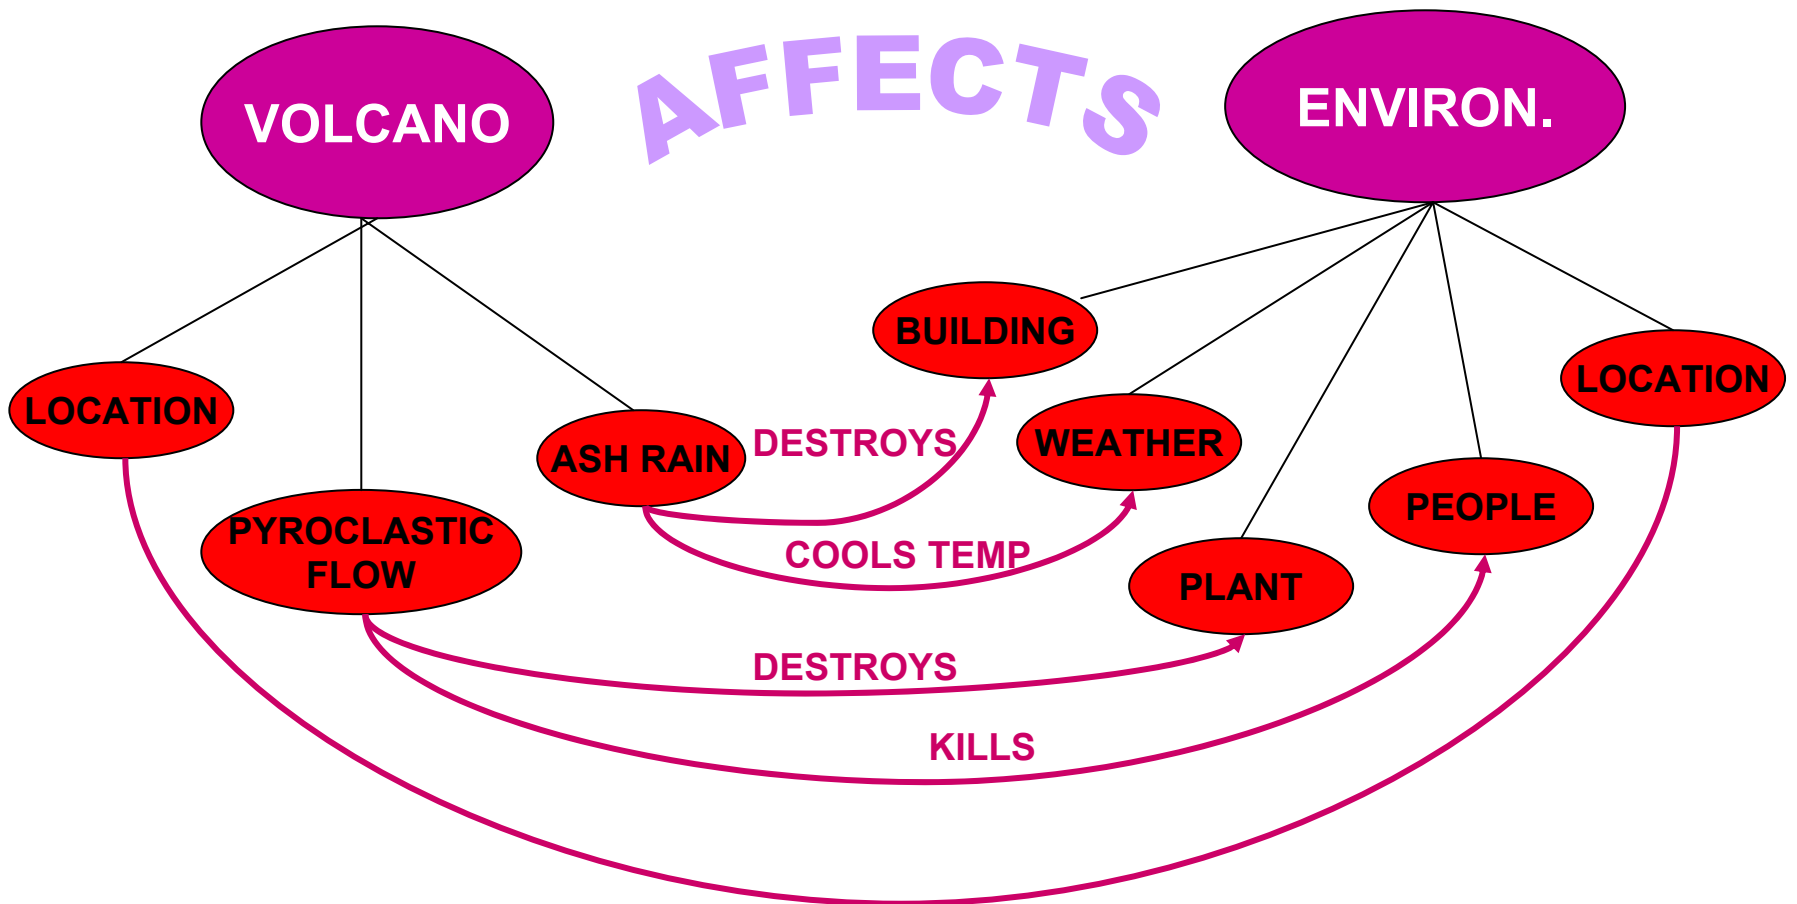 AFFECTS
VOLCANO
ENVIRON.
BUILDING
LOCATION
LOCATION
DESTROYS
WEATHER
ASH RAIN
PEOPLE
PYROCLASTIC
FLOW
COOLS TEMP
PLANT
DESTROYS
KILLS